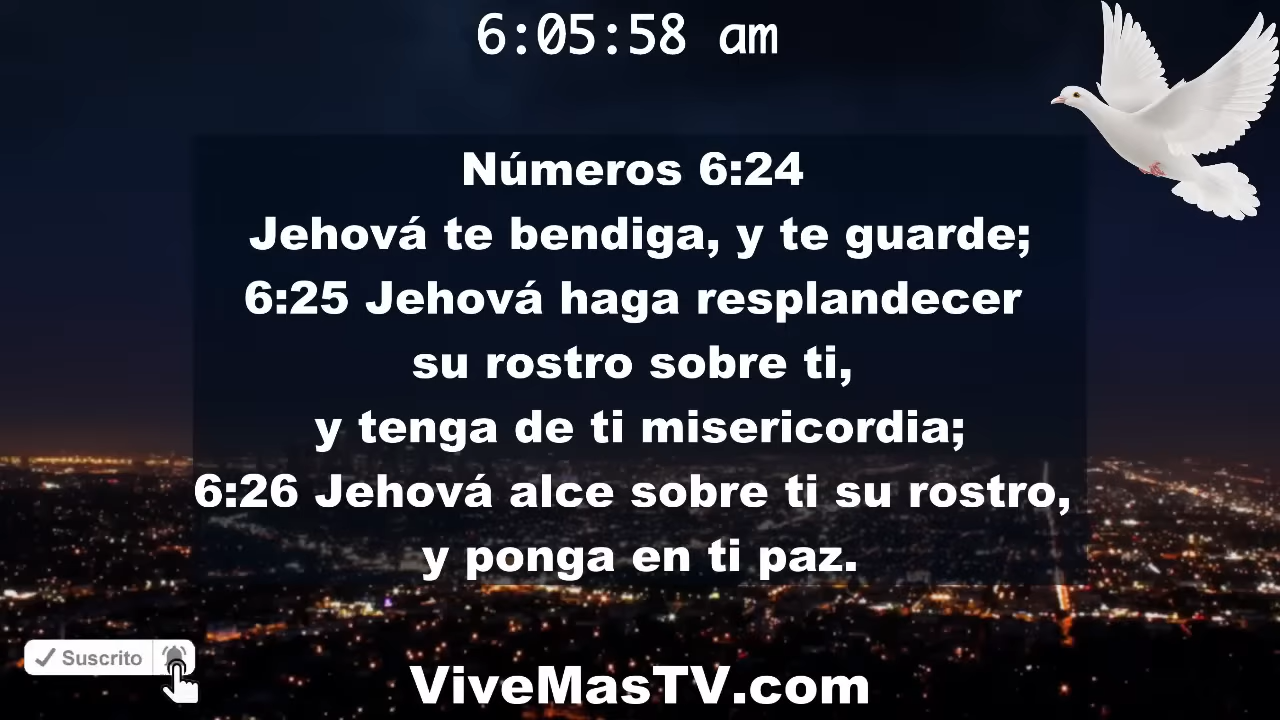 6:05:58 am
Números 6:24
Jehová te bendiga, y te guarde;
6:25 Jehová haga resplandecer
su rostro sobre ti,
y tenga de ti misericordia;
6:26 Jehová alce sobre ti su rostro,
y ponga en ti paz.
Suscrito
ViveMasTV.com